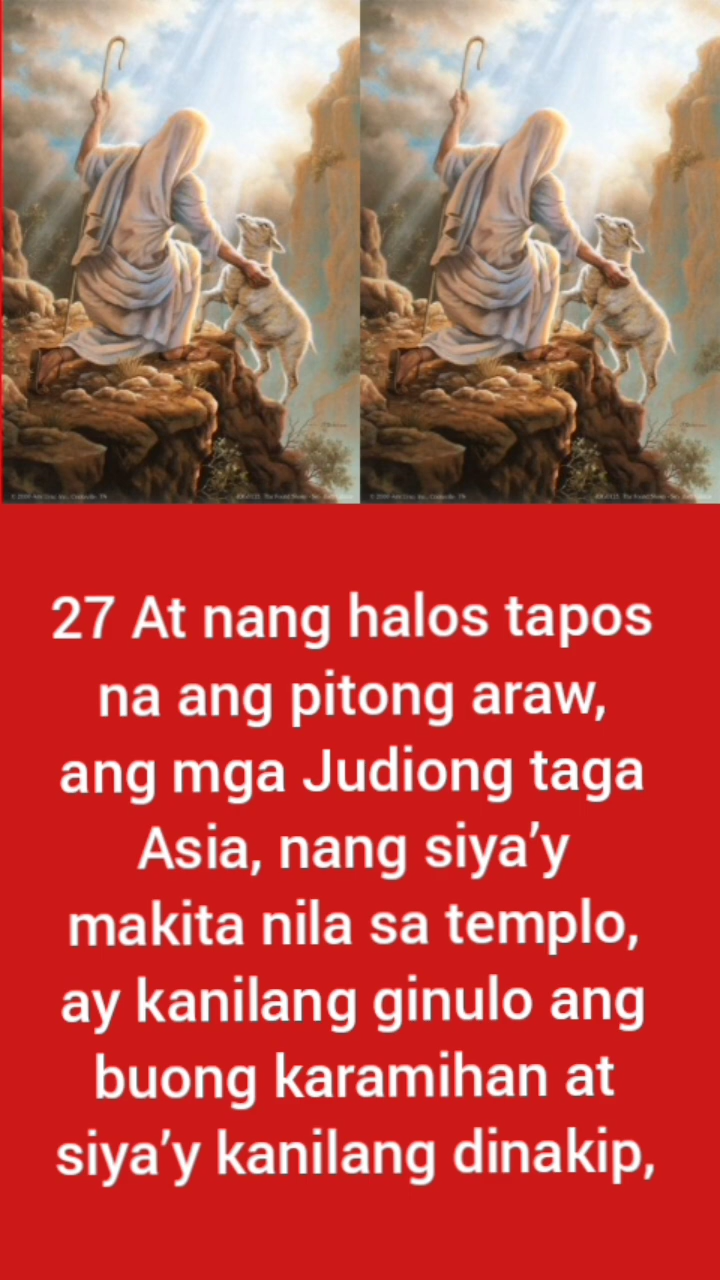 27 At nang halos tapos
na ang pitong araw,
ang mga Judiong taga
Asia, nang siya’y
makita nila sa templo,
ay kanilang ginulo ang
buong karamihan at
siya’y kanilang dinakip,